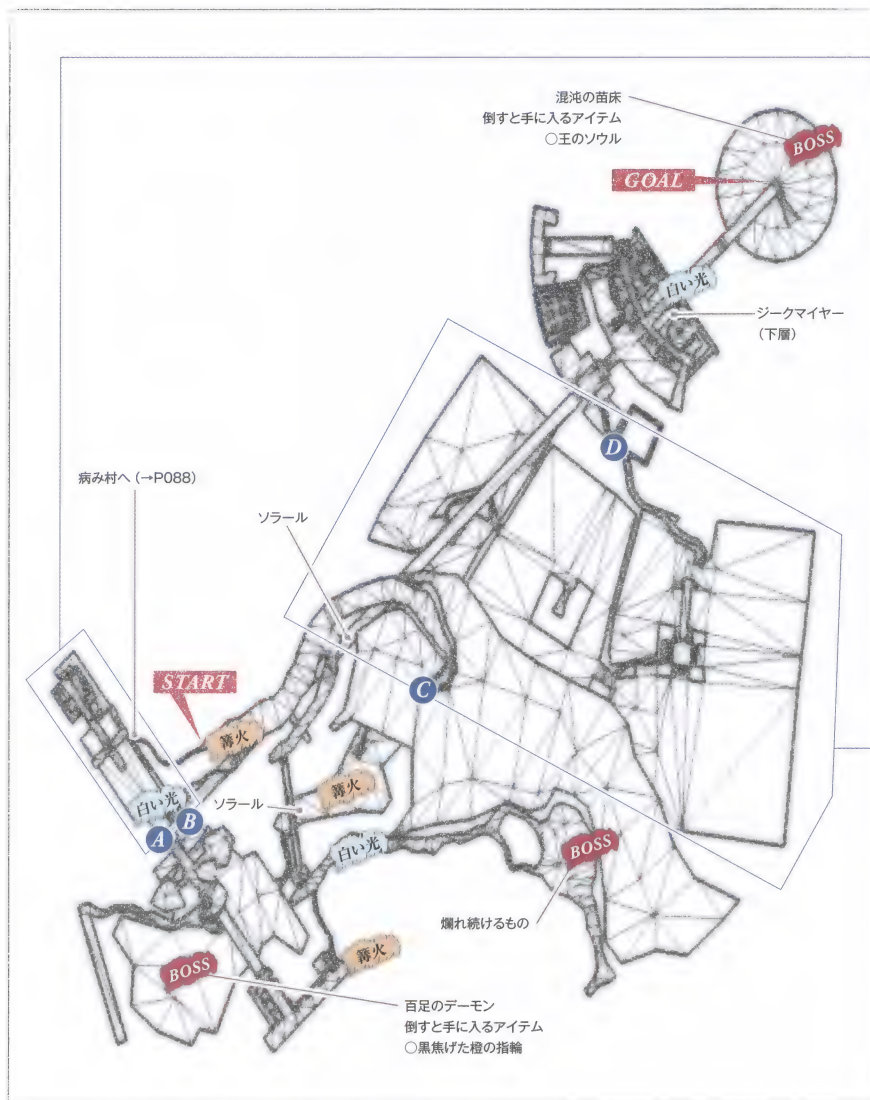 混沌の苗床
倒すと手に入るアイテム
○王のソウル
BOSS
GOAL
白い光
ジークマイヤー
（下層）
D
病み村へ（→P088）
ソラール
START
C
篝火
ソラール
篝火
白い光
A
B
白い光
BOSS
爛れ続けるもの
篝火
BOSS
百足のデーモン
倒すと手に入るアイテム
○黒焦げた橙の指輪